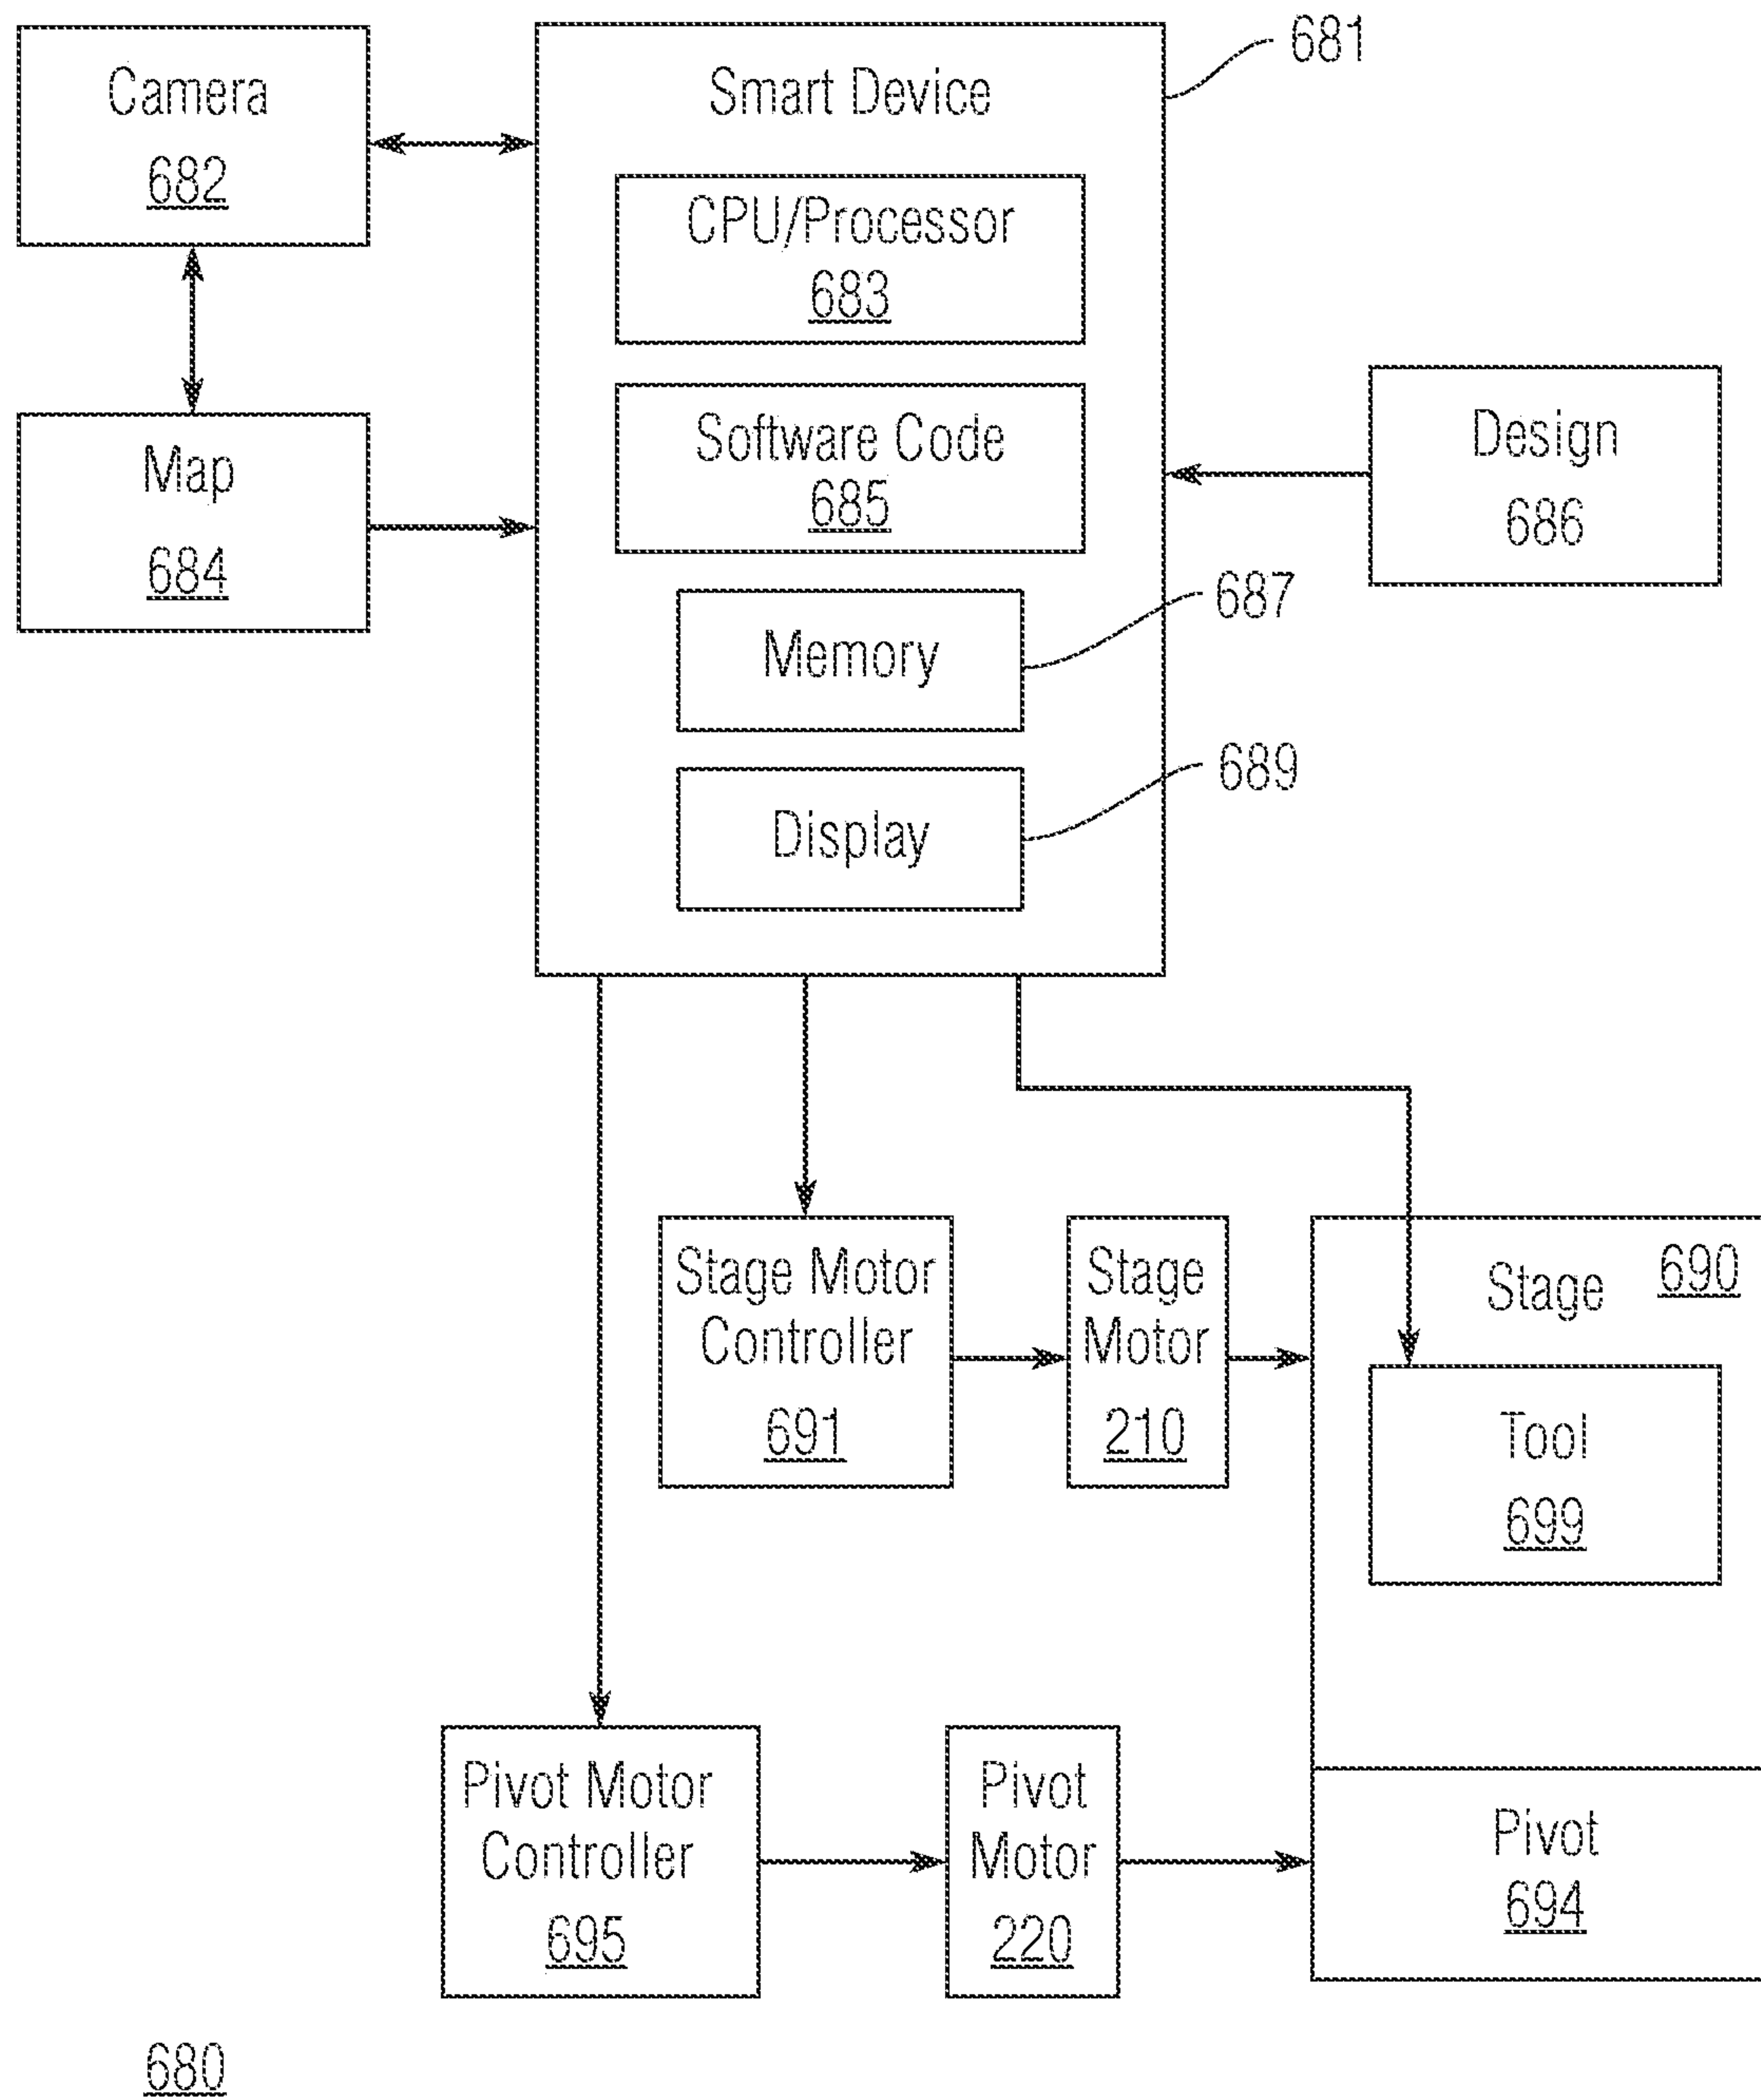 Camera
682
Smart Device
681
CPU/Processor
683
Software Code
685
Map
684
Design
686
Memory
687
Display
689
Stage Motor
Controller
691
Stage
Motor
210
Stage
690
Tool
699
Pivot Motor
Controller
695
Pivot
Motor
220
Pivot
694
680